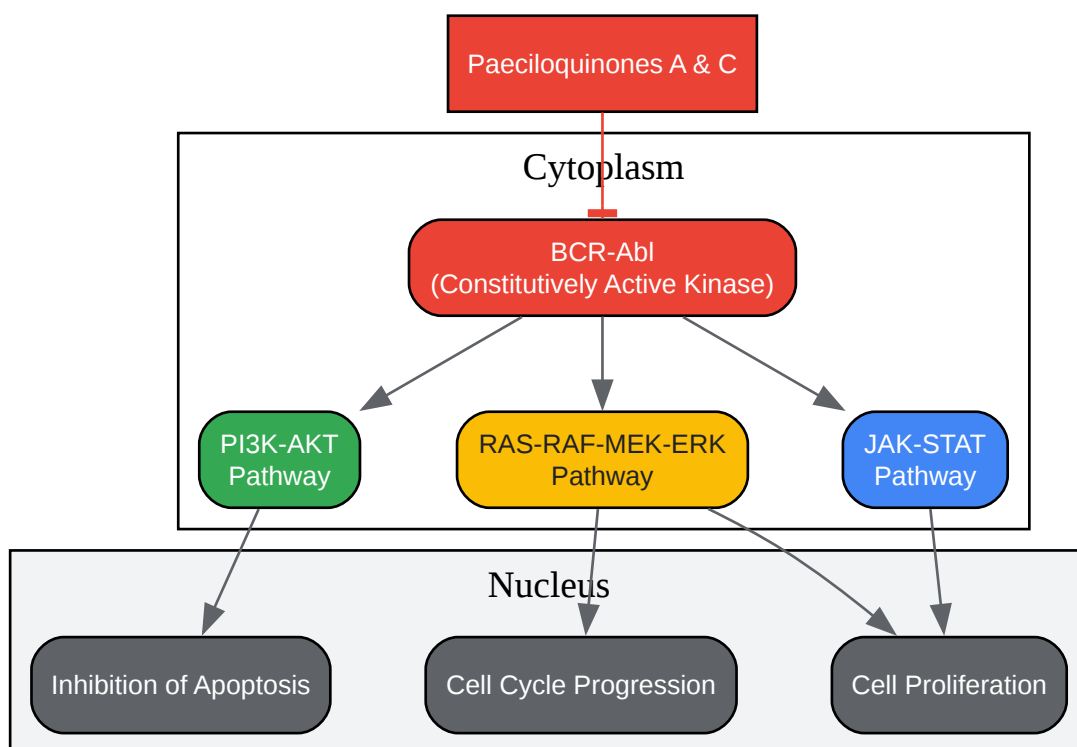 Paeciloquinones A & C
Cytoplasm
BCR-Abl
(Constitutively Active Kinase)
PI3K-AKT
Pathway
RAS-RAF-MEK-ERK
Pathway
JAK-STAT
Pathway
Nucleus
Inhibition of Apoptosis
Cell Cycle Progression
Cell Proliferation